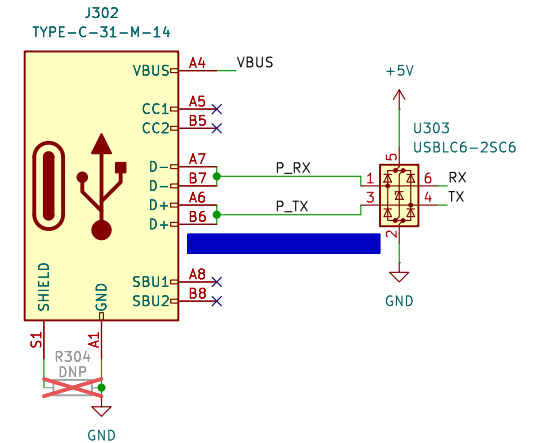 J302
TYPE-C-31-M-14
VBUS A4 VBUS
CC1 A5
CC2 B5
D- A7 P_RX
D- B7
D+ A6 P_TX
D+ B6
SBU1 A8
SBU2 B8
SHIELD
GND
S1
A1
R304
DNP
GND
+5V
U303
USBLC6-2SC6
5
1 6 RX
3 4 TX
2
GND